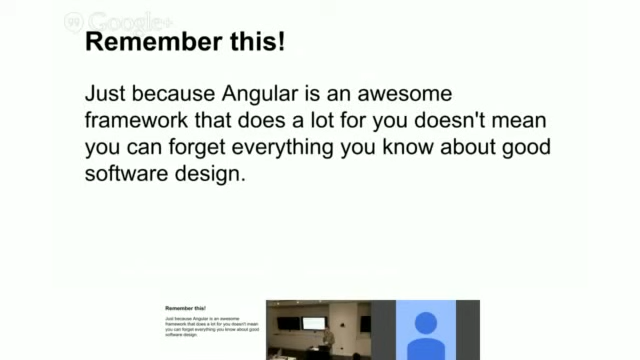 Google+
Remember this!
Just because Angular is an awesome
framework that does a lot for you doesn't mean
you can forget everything you know about good
software design.
Remember this!
Just because Angular is an awesome
framework that does a lot for you doesn't mean
you can forget everything you know about good
software design.